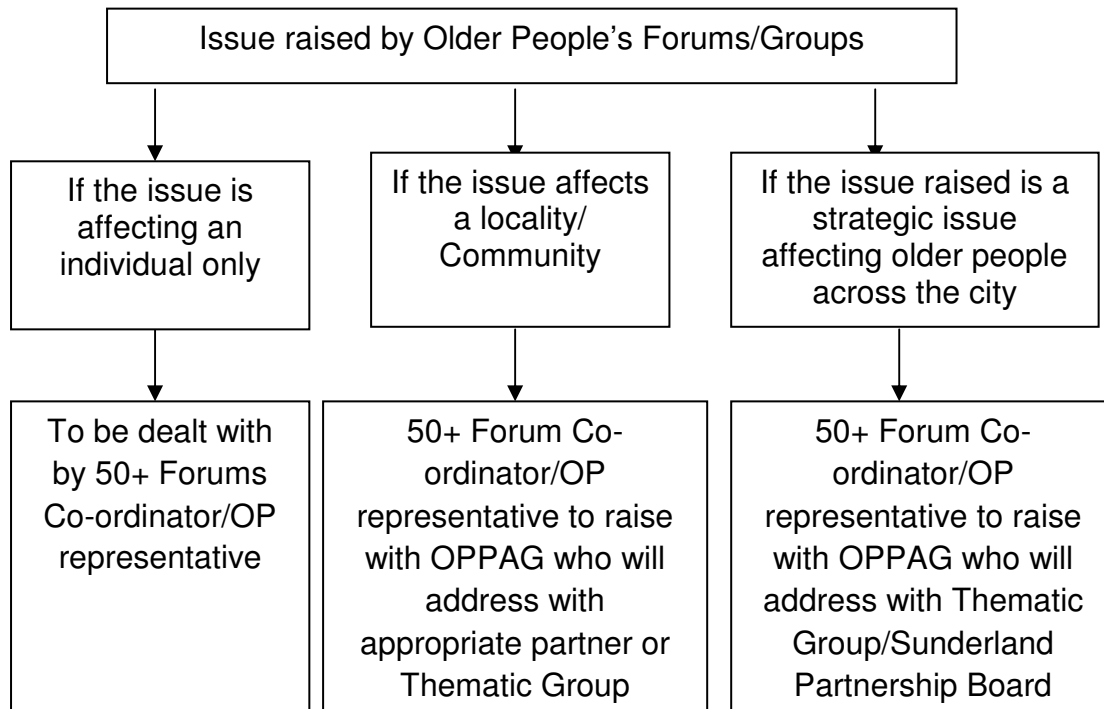 Issue raised by Older People’s Forums/Groups
If the issue is
affecting an
individual only
If the issue affects
a locality/
Community
If the issue raised is a
strategic issue
affecting older people
across the city
To be dealt with
by 50+ Forums
Co-ordinator/OP
representative
50+ Forum Co-
ordinator/OP
representative to raise
with OPPAG who will
address with
appropriate partner or
Thematic Group
50+ Forum Co-
ordinator/OP
representative to raise
with OPPAG who will
address with Thematic
Group/Sunderland
Partnership Board